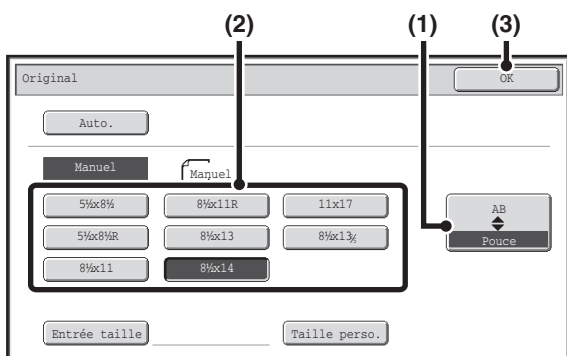 (2) (1) (3)
Original OK
Auto.
Manuel Manuel
5½x8½ 8½x11R 11x17
5½x8½R 8½x13 8½x13⅖
8½x11 8½x14
AB
Pouce
Entrée taille Taille perso.